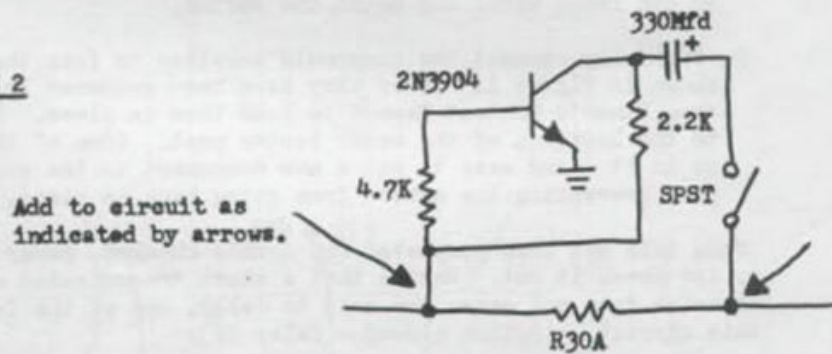 330Mfd
+
2
2N3904
2.2K
4.7K
SPST
Add to circuit as
indicated by arrows.
R30A